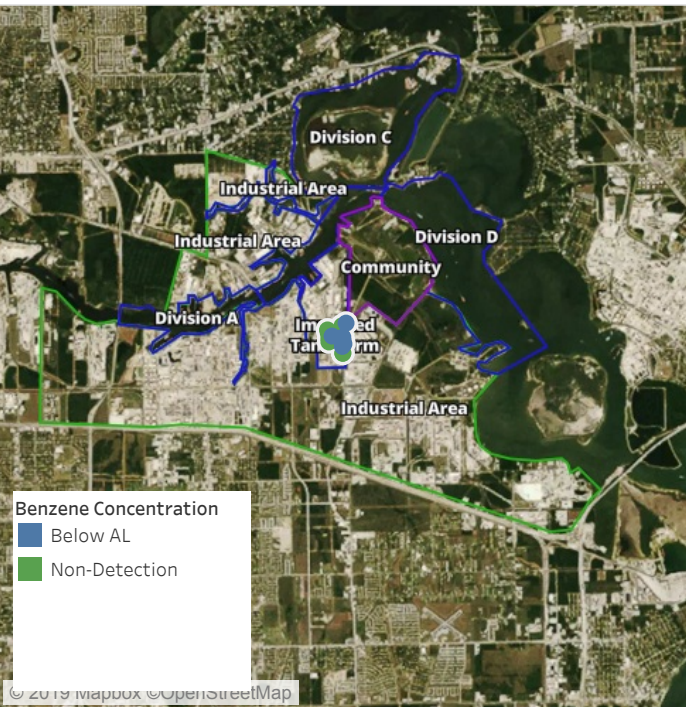 Division C
Industrial Area
Division D
Industrial Area
Community
Division A
Industrial Area
Benzene Concentration
Below AL
Non-Detection
© 2019 Mapbox ©OpenStreetMap